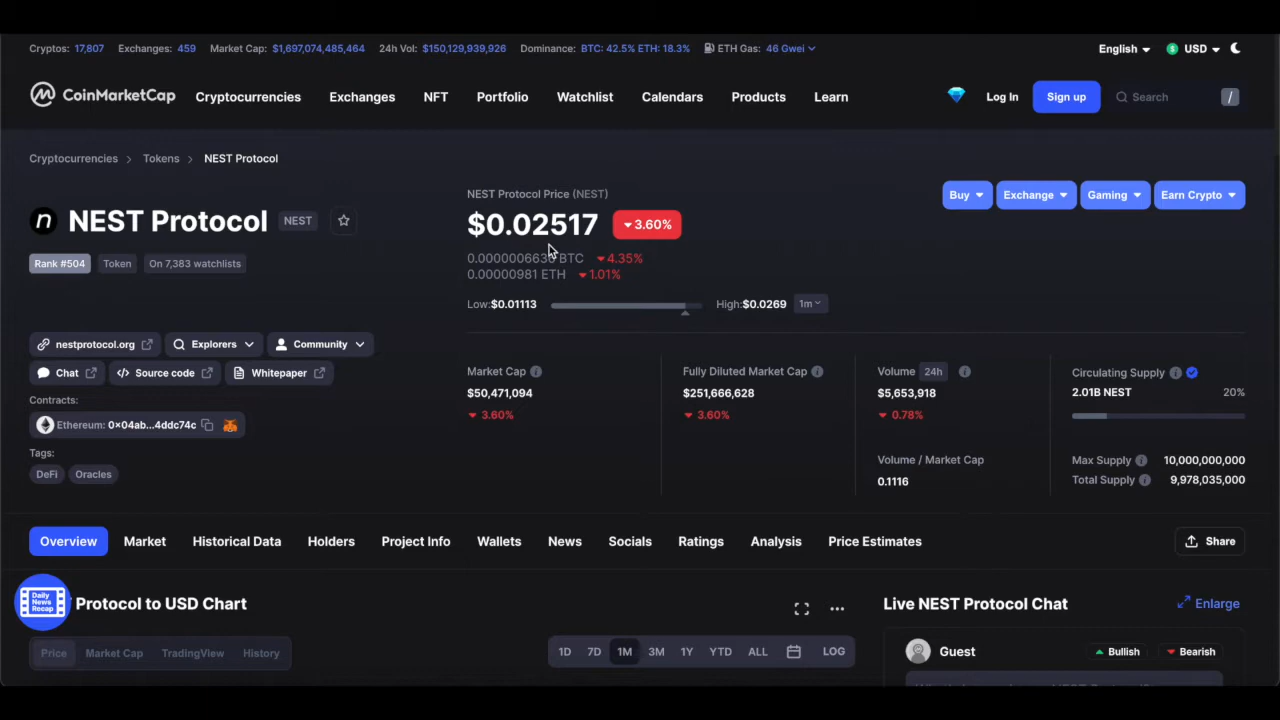 Cryptos: 17,807 Exchanges: 459 Market Cap: $1,697,074,485,464 24h Vol: $150,129,939,926 Dominance: BTC: 42.5% ETH: 18.3% ETH Gas: 46 Gwei English USD
CoinMarketCap Cryptocurrencies Exchanges NFT Portfolio Watchlist Calendars Products Learn Log In Sign up Search /
Cryptocurrencies > Tokens > NEST Protocol
NEST Protocol Price (NEST)
Buy Exchange Gaming Earn Crypto
n NEST Protocol NEST
$0.02517 3.60%
Rank #504 Token On 7,383 watchlists
BTC 4.35%
0.00000981 ETH 1.01%
Low: $0.01113 High: $0.0269 1m
nestprotocol.org Explorers Community
Chat Source code Whitepaper
Contracts:
Ethereum: 0x04ab...4ddc74c
Tags:
DeFi Oracles
Market Cap
$50,471,094
3.60%
Fully Diluted Market Cap
$251,666,628
3.60%
Volume 24h
$5,653,918
0.78%
Volume / Market Cap
0.1116
Circulating Supply
2.01B NEST 20%
Max Supply 10,000,000,000
Total Supply 9,978,035,000
Overview Market Historical Data Holders Project Info Wallets News Socials Ratings Analysis Price Estimates Share
Daily
News
Recap
Protocol to USD Chart
Live NEST Protocol Chat Enlarge
Price Market Cap TradingView History 1D 7D 1M 3M 1Y YTD ALL LOG
Guest Bullish Bearish